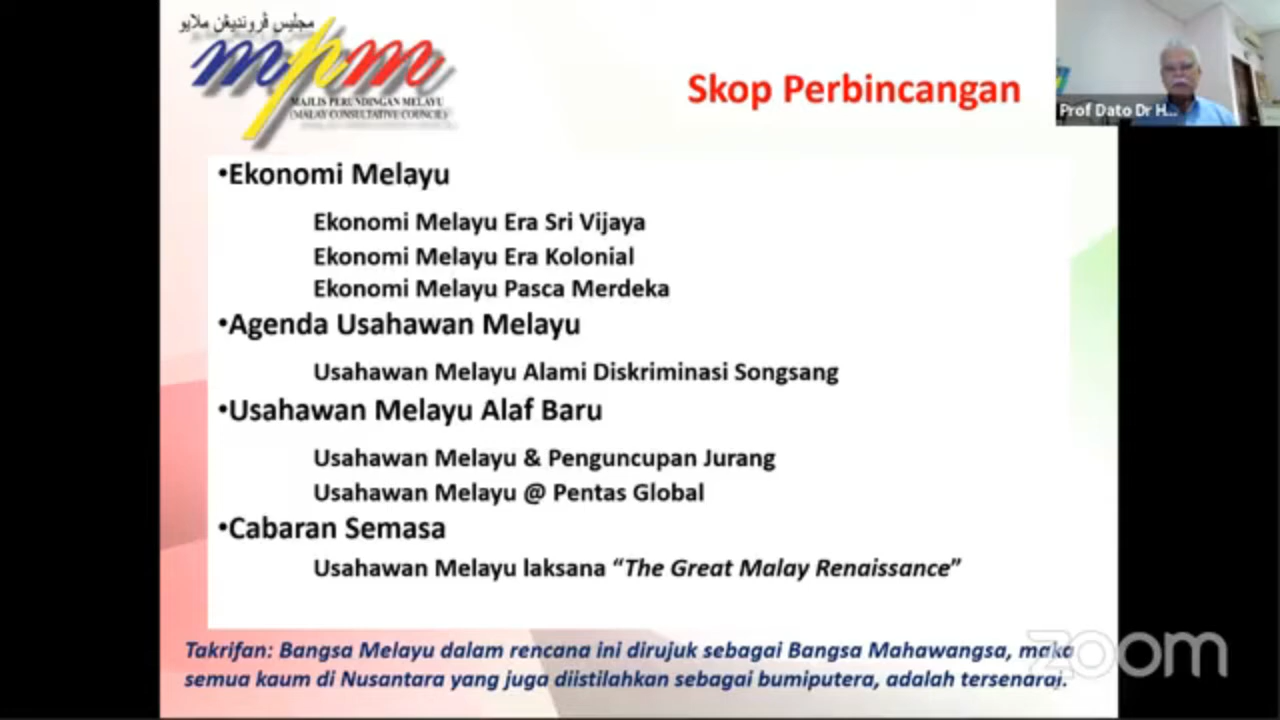 مجليس ڤرونديڠن ملايو
mpm
MAJLIS PERUNDINGAN MELAYU
(MALAY CONSULTATIVE COUNCIL)
Skop Perbincangan
Prof Dato Dr H...
•Ekonomi Melayu
Ekonomi Melayu Era Sri Vijaya
Ekonomi Melayu Era Kolonial
Ekonomi Melayu Pasca Merdeka
•Agenda Usahawan Melayu
Usahawan Melayu Alami Diskriminasi Songsang
•Usahawan Melayu Alaf Baru
Usahawan Melayu & Penguncupan Jurang
Usahawan Melayu @ Pentas Global
•Cabaran Semasa
Usahawan Melayu laksana “The Great Malay Renaissance”
Takrifan: Bangsa Melayu dalam rencana ini dirujuk sebagai Bangsa Mahawangsa, maka
semua kaum di Nusantara yang juga diistilahkan sebagai bumiputera, adalah tersenaraj.
zoom